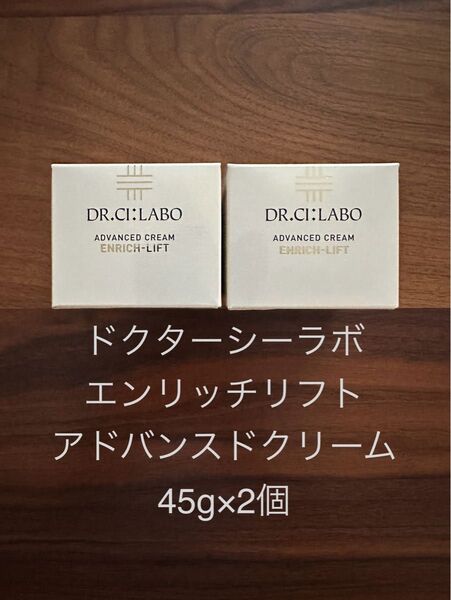 DR.CI:LABO
ADVANCED CREAM
ENRICH-LIFT
DR.CI:LABO
ADVANCED CREAM
ENRICH-LIFT
ドクターシーラボ
エンリッチリフト
アドバンスドクリーム
45g×2個